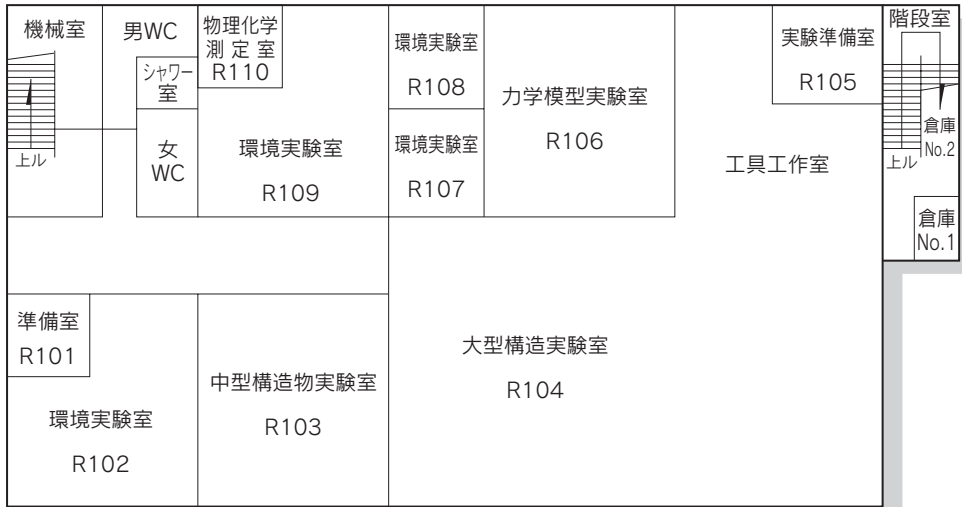 機械室
上ル
男WC
シャワー
室
女
WC
物理化学
測定室
R110
環境実験室
R109
環境実験室
R108
環境実験室
R107
力学模型実験室
R106
実験準備室
R105
工具工作室
階段室
上ル
倉庫
No.2
倉庫
No.1
準備室
R101
環境実験室
R102
中型構造物実験室
R103
大型構造実験室
R104